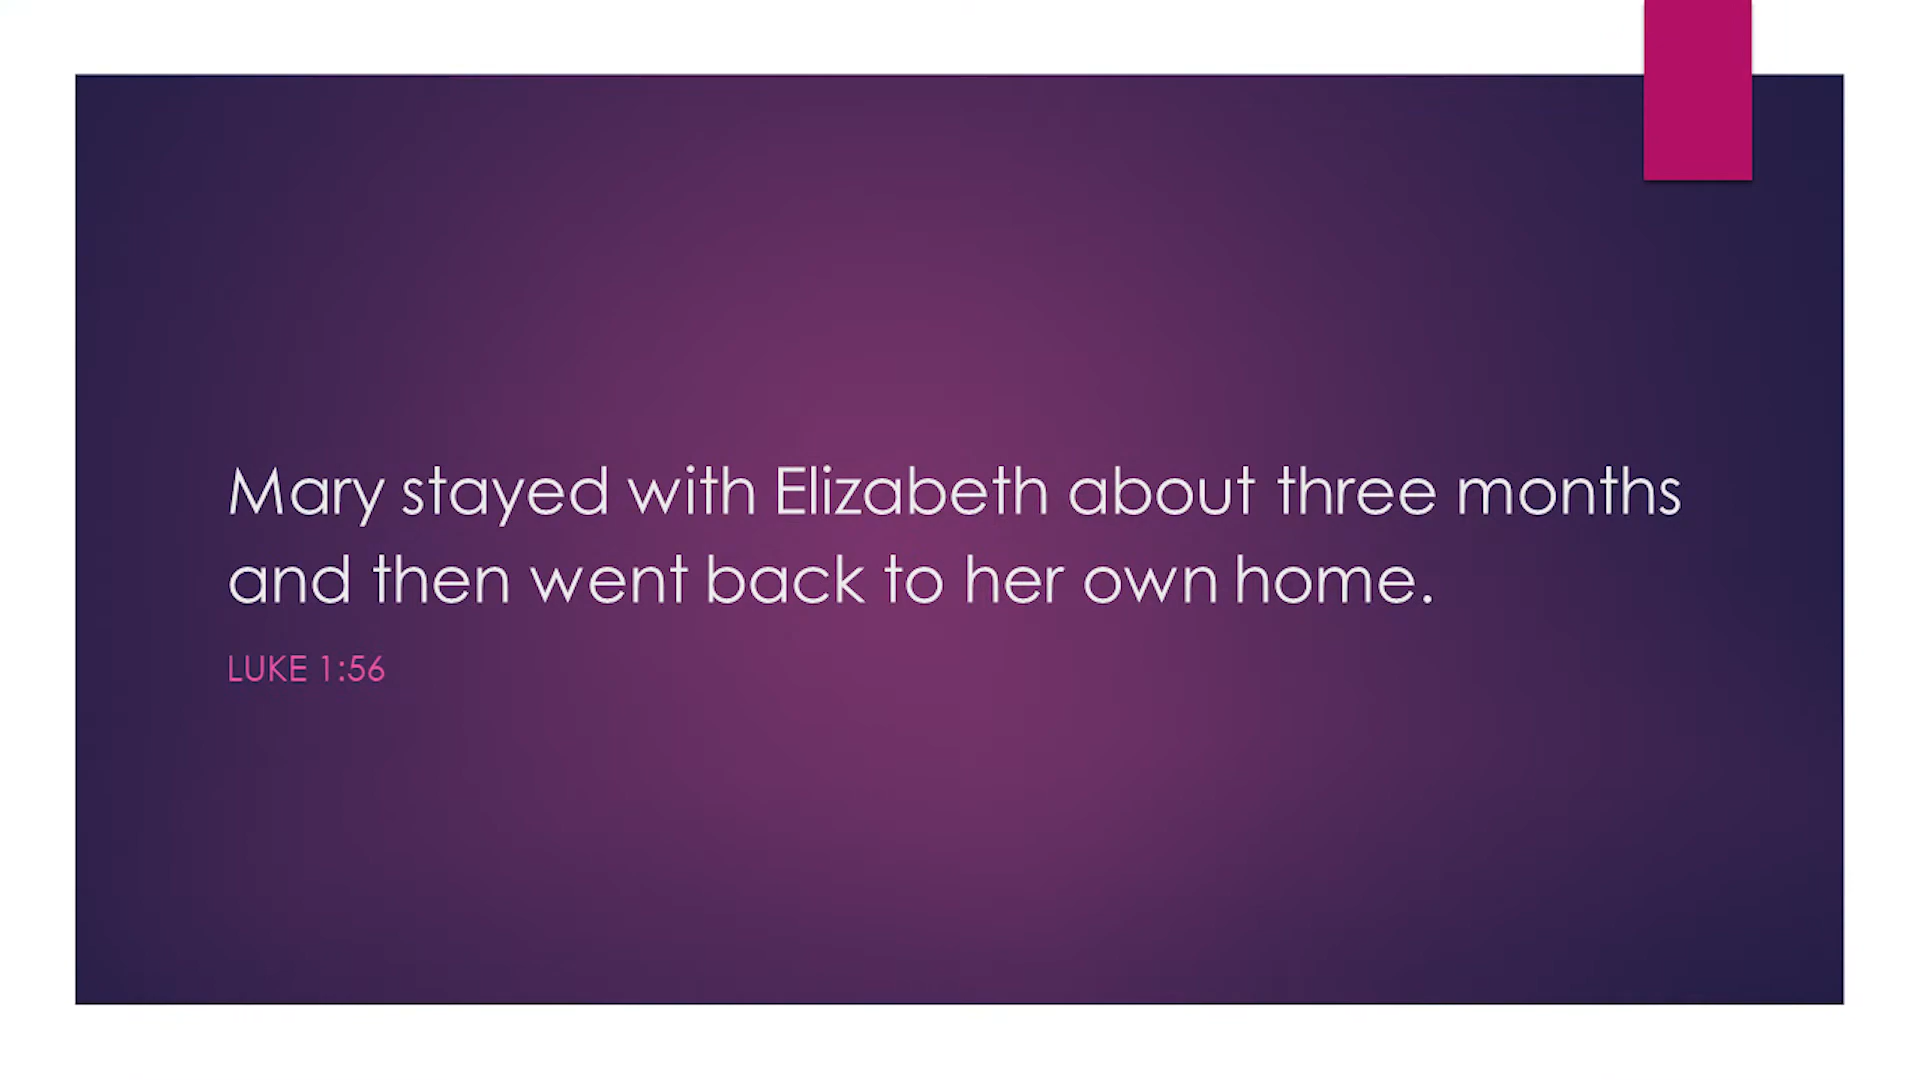 Mary stayed with Elizabeth about three months
and then went back to her own home.
LUKE 1:56